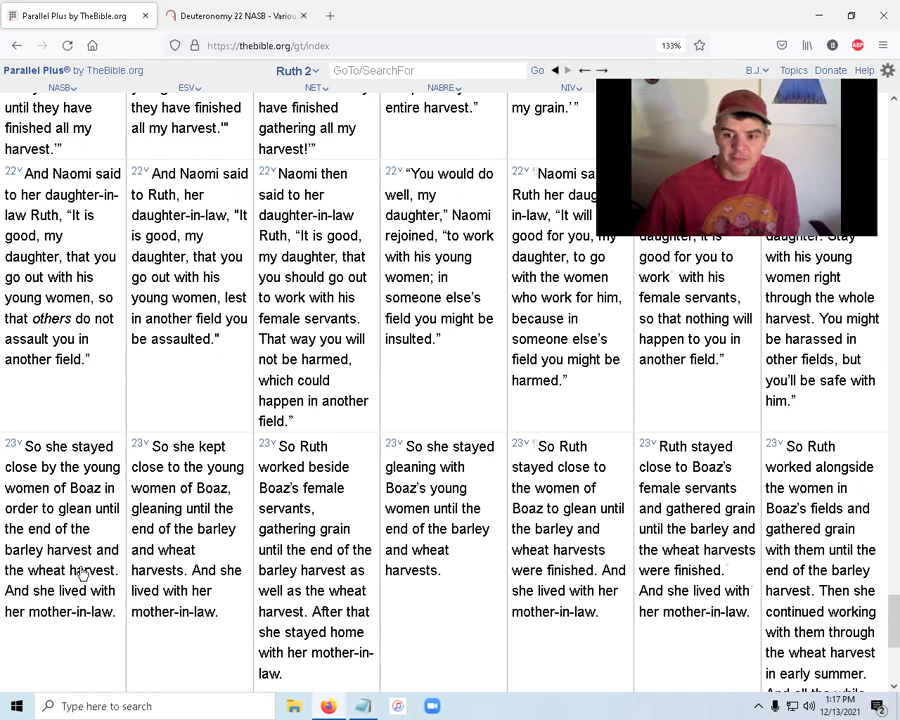 Parallel Plus by TheBible.org
Deuteronomy 22 NASB - Variou
https://thebible.org/gt/index
133%
Parallel Plus® by TheBible.org
Ruth 2
GoTo/SearchFor
Go
B.J.
Topics
Donate
Help
NASB
ESV
NET
NABRE
NIV
until they have
finished all my
harvest.’”
they have finished
all my harvest.'"
have finished
gathering all my
harvest!’”
entire harvest.”
my grain.’”
22v And Naomi said
to her daughter-in-
law Ruth, “It is
good, my
daughter, that you
go out with his
young women, so
that others do not
assault you in
another field.”
22v And Naomi said
to Ruth, her
daughter-in-law, "It
is good, my
daughter, that you
go out with his
young women, lest
in another field you
be assaulted."
22v Naomi then
said to her
daughter-in-law
Ruth, “It is good,
my daughter, that
you should go out
to work with his
female servants.
That way you will
not be harmed,
which could
happen in another
field.”
22v “You would do
well, my
daughter,” Naomi
rejoined, “to work
with his young
women; in
someone else’s
field you might be
insulted.”
22v Naomi sa
Ruth her
in-law, “It will
good for you, my
daughter, to go
with the women
who work for him,
because in
someone else’s
field you might be
harmed.”
daughter, it is
good for you to
work with his
female servants,
so that nothing will
happen to you in
another field.”
daughter. Stay
with his young
women right
through the whole
harvest. You might
be harassed in
other fields, but
you’ll be safe with
him.”
23v So she stayed
close by the young
women of Boaz in
order to glean until
the end of the
barley harvest and
the wheat harvest.
And she lived with
her mother-in-law.
23v So she kept
close to the young
women of Boaz,
gleaning until the
end of the barley
and wheat
harvests. And she
lived with her
mother-in-law.
23v So Ruth
worked beside
Boaz’s female
servants,
gathering grain
until the end of the
barley harvest as
well as the wheat
harvest. After that
she stayed home
with her mother-in-
law.
23v So she stayed
gleaning with
Boaz’s young
women until the
end of the barley
and wheat
harvests.
23v So Ruth
stayed close to
the women of
Boaz to glean until
the barley and
wheat harvests
were finished. And
she lived with her
mother-in-law.
23v Ruth stayed
close to Boaz’s
female servants
and gathered grain
until the barley and
the wheat harvests
were finished.
And she lived with
her mother-in-law.
23v So Ruth
worked alongside
the women in
Boaz’s fields and
gathered grain
with them until the
end of the barley
harvest. Then she
continued working
with them through
the wheat harvest
in early summer.
Type here to search
1:17 PM
12/13/2021